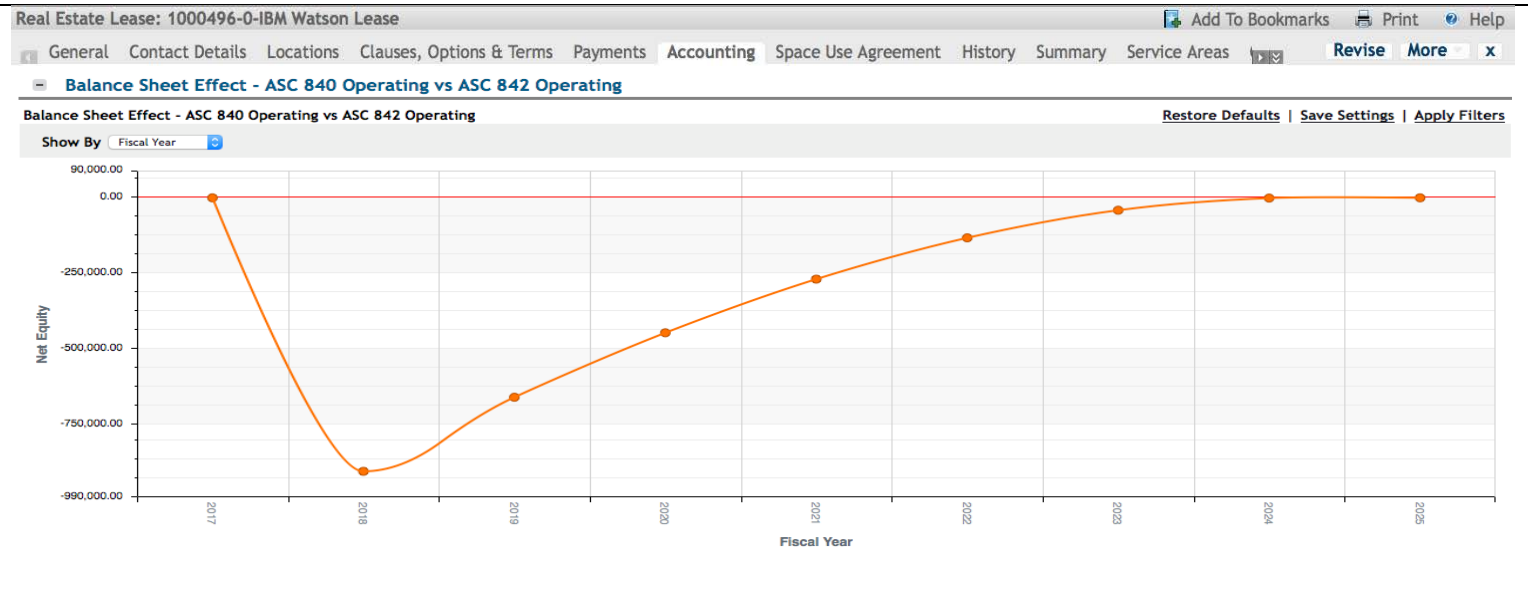 Real Estate Lease: 1000496-0-IBM Watson Lease Add To Bookmarks Print Help
General Contact Details Locations Clauses, Options & Terms Payments Accounting Space Use Agreement History Summary Service Areas Revise More x
Balance Sheet Effect - ASC 840 Operating vs ASC 842 Operating
Balance Sheet Effect - ASC 840 Operating vs ASC 842 Operating Restore Defaults | Save Settings | Apply Filters
Show By Fiscal Year
90,000.00
0.00
-250,000.00
-500,000.00
-750,000.00
-990,000.00
Net Equity
2017 2018 2019 2020 2021 2022 2023 2024 2025
Fiscal Year